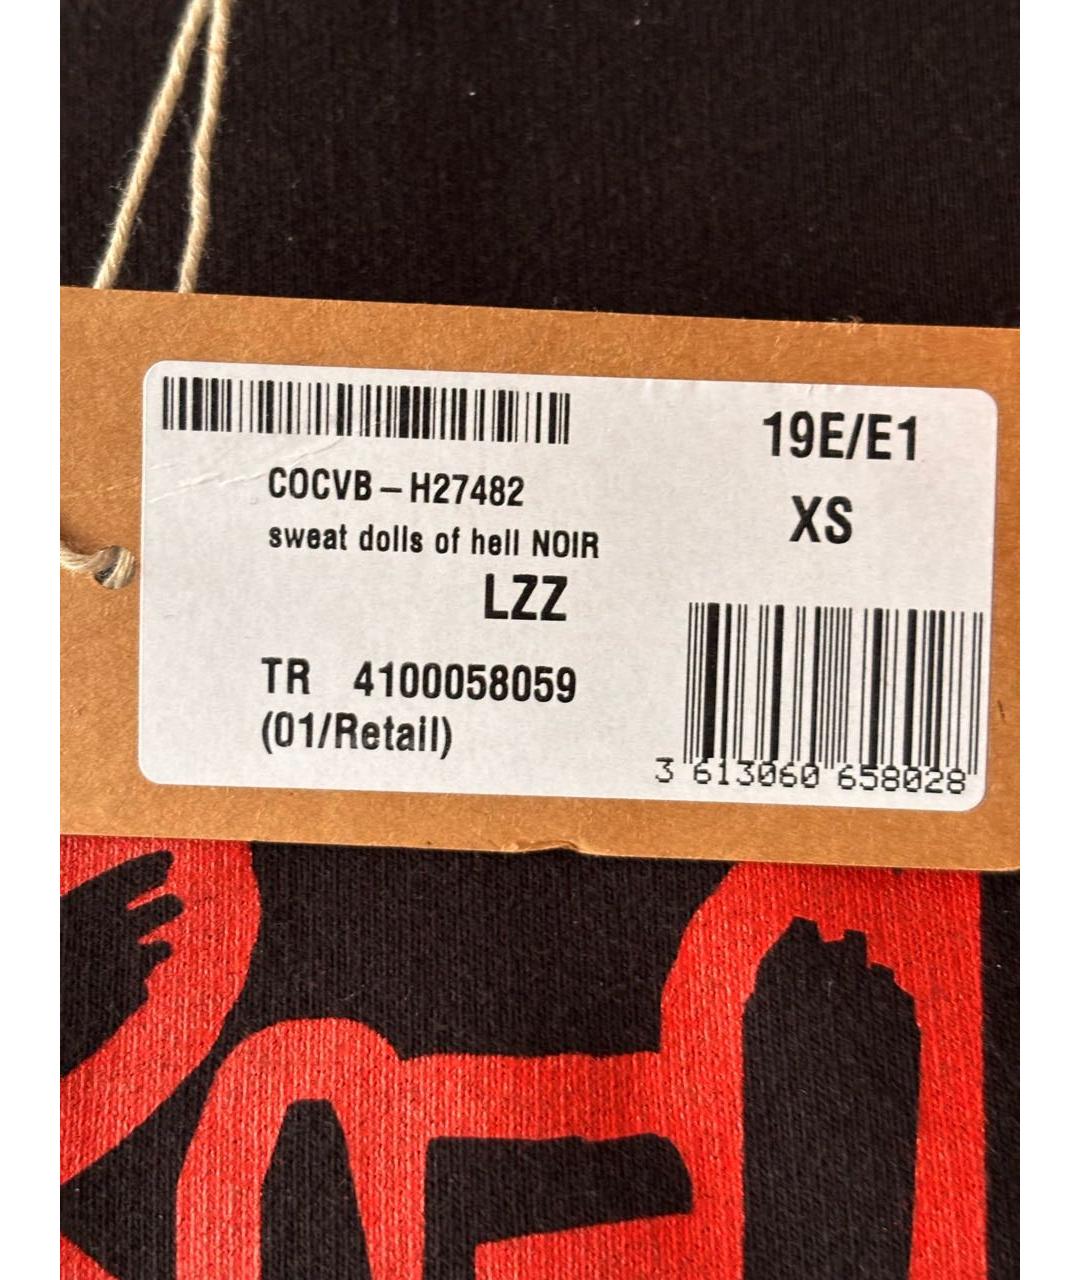 19E/E1
COCVB – H27482
XS
sweat dolls of hell NOIR
LZZ
TR 4100058059
(01/Retail)
3 613060 658028